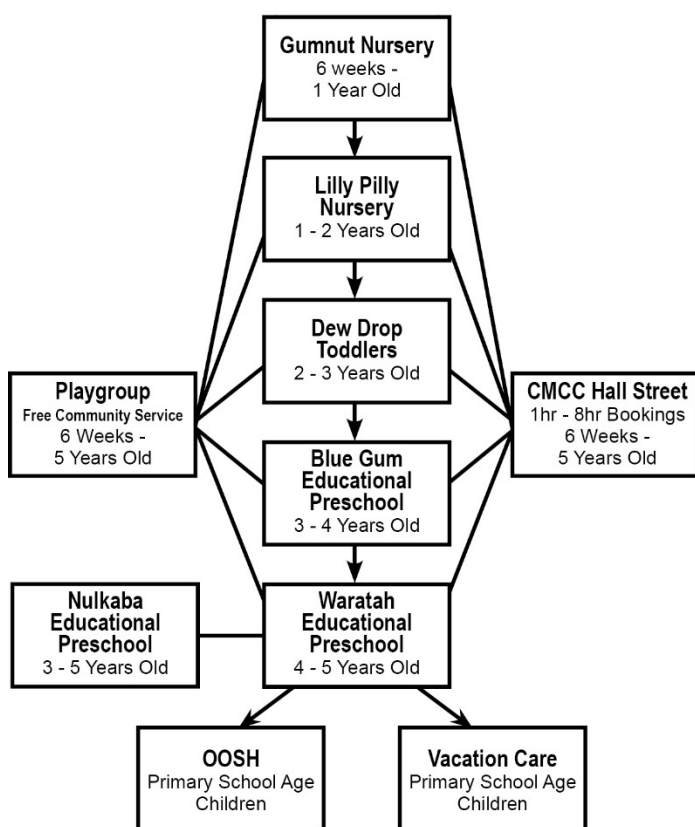 Gumnut Nursery
6 weeks -
1 Year Old
Lilly Pilly
Nursery
1 - 2 Years Old
Dew Drop
Toddlers
2 - 3 Years Old
Playgroup
Free Community Service
6 Weeks -
5 Years Old
CMCC Hall Street
1hr - 8hr Bookings
6 Weeks -
5 Years Old
Blue Gum
Educational
Preschool
3 - 4 Years Old
Nulkaba
Educational
Preschool
3 - 5 Years Old
Waratah
Educational
Preschool
4 - 5 Years Old
OOSH
Primary School Age
Children
Vacation Care
Primary School Age
Children